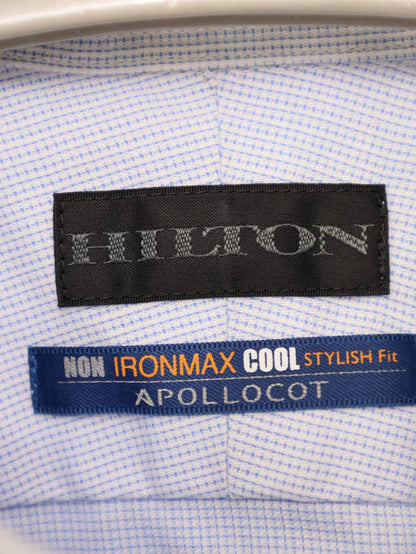 HILTON
NON IRONMAX COOL STYLISH Fit
APOLLOCOT